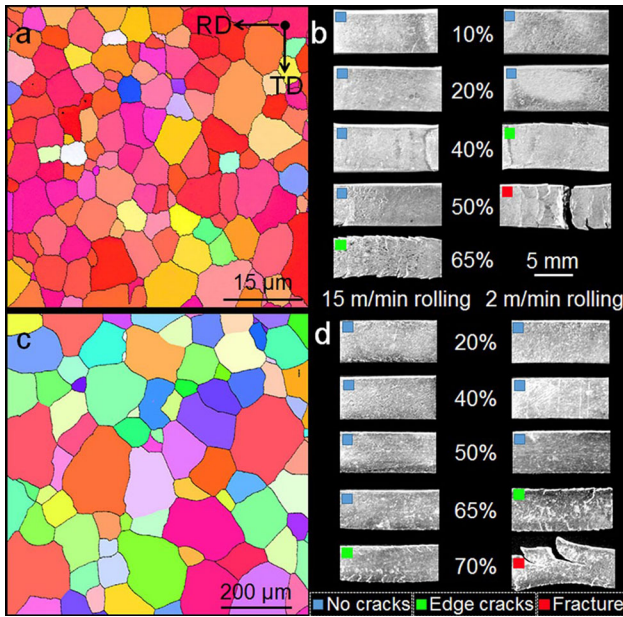 a
RD
TD
15 µm
b
10%
20%
40%
50%
65%
5 mm
15 m/min rolling 2 m/min rolling
c
200 µm
d
20%
40%
50%
65%
70%
No cracks Edge cracks Fracture